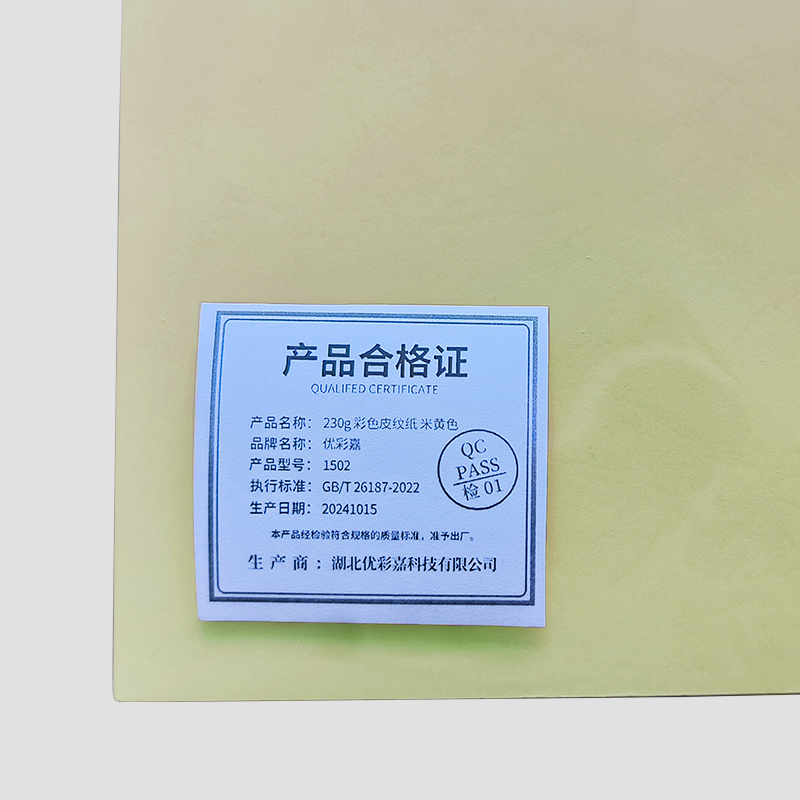 产品合格证
QUALIFED CERTIFICATE
产品名称： 230g 彩色皮纹纸 米黄色
品牌名称： 优彩嘉
产品型号： 1502
执行标准： GB/T 26187-2022
生产日期： 20241015
QC
PASS
检 01
本产品经检验符合规格的质量标准，准予出厂。
生 产 商 ：湖北优彩嘉科技有限公司